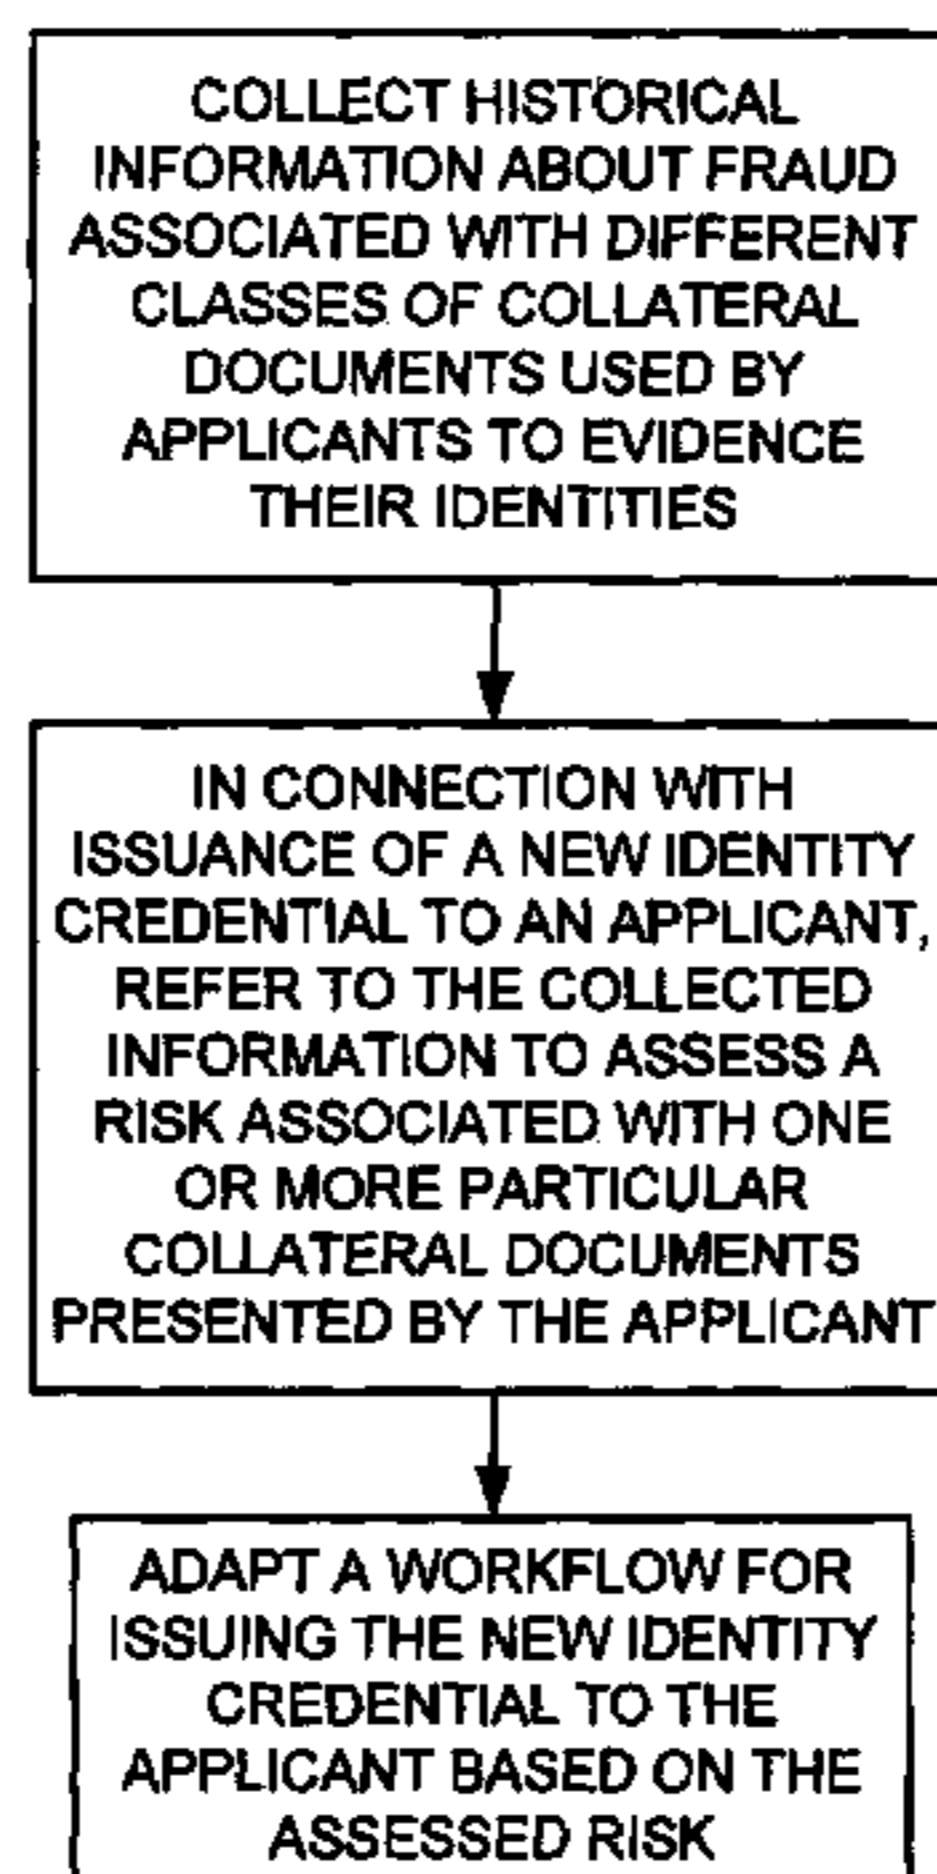 COLLECT HISTORICAL
INFORMATION ABOUT FRAUD
ASSOCIATED WITH DIFFERENT
CLASSES OF COLLATERAL
DOCUMENTS USED BY
APPLICANTS TO EVIDENCE
THEIR IDENTITIES
IN CONNECTION WITH
ISSUANCE OF A NEW IDENTITY
CREDENTIAL TO AN APPLICANT,
REFER TO THE COLLECTED
INFORMATION TO ASSESS A
RISK ASSOCIATED WITH ONE
OR MORE PARTICULAR
COLLATERAL DOCUMENTS
PRESENTED BY THE APPLICANT
ADAPT A WORKFLOW FOR
ISSUING THE NEW IDENTITY
CREDENTIAL TO THE
APPLICANT BASED ON THE
ASSESSED RISK